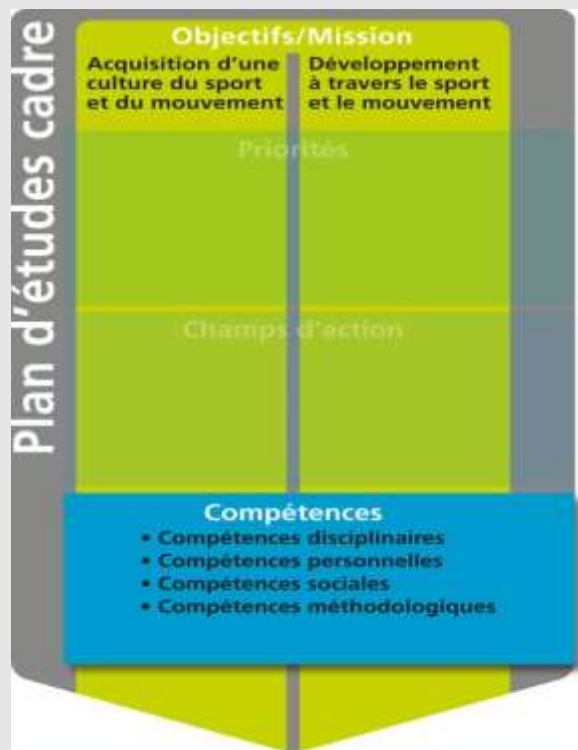 Plan d'études cadre
Objectifs/Mission
Acquisition d'une
culture du sport
et du mouvement
Développement
à travers le sport
et le mouvement
Priorités
Champs d'action
Compétences
• Compétences disciplinaires
• Compétences personnelles
• Compétences sociales
• Compétences méthodologiques